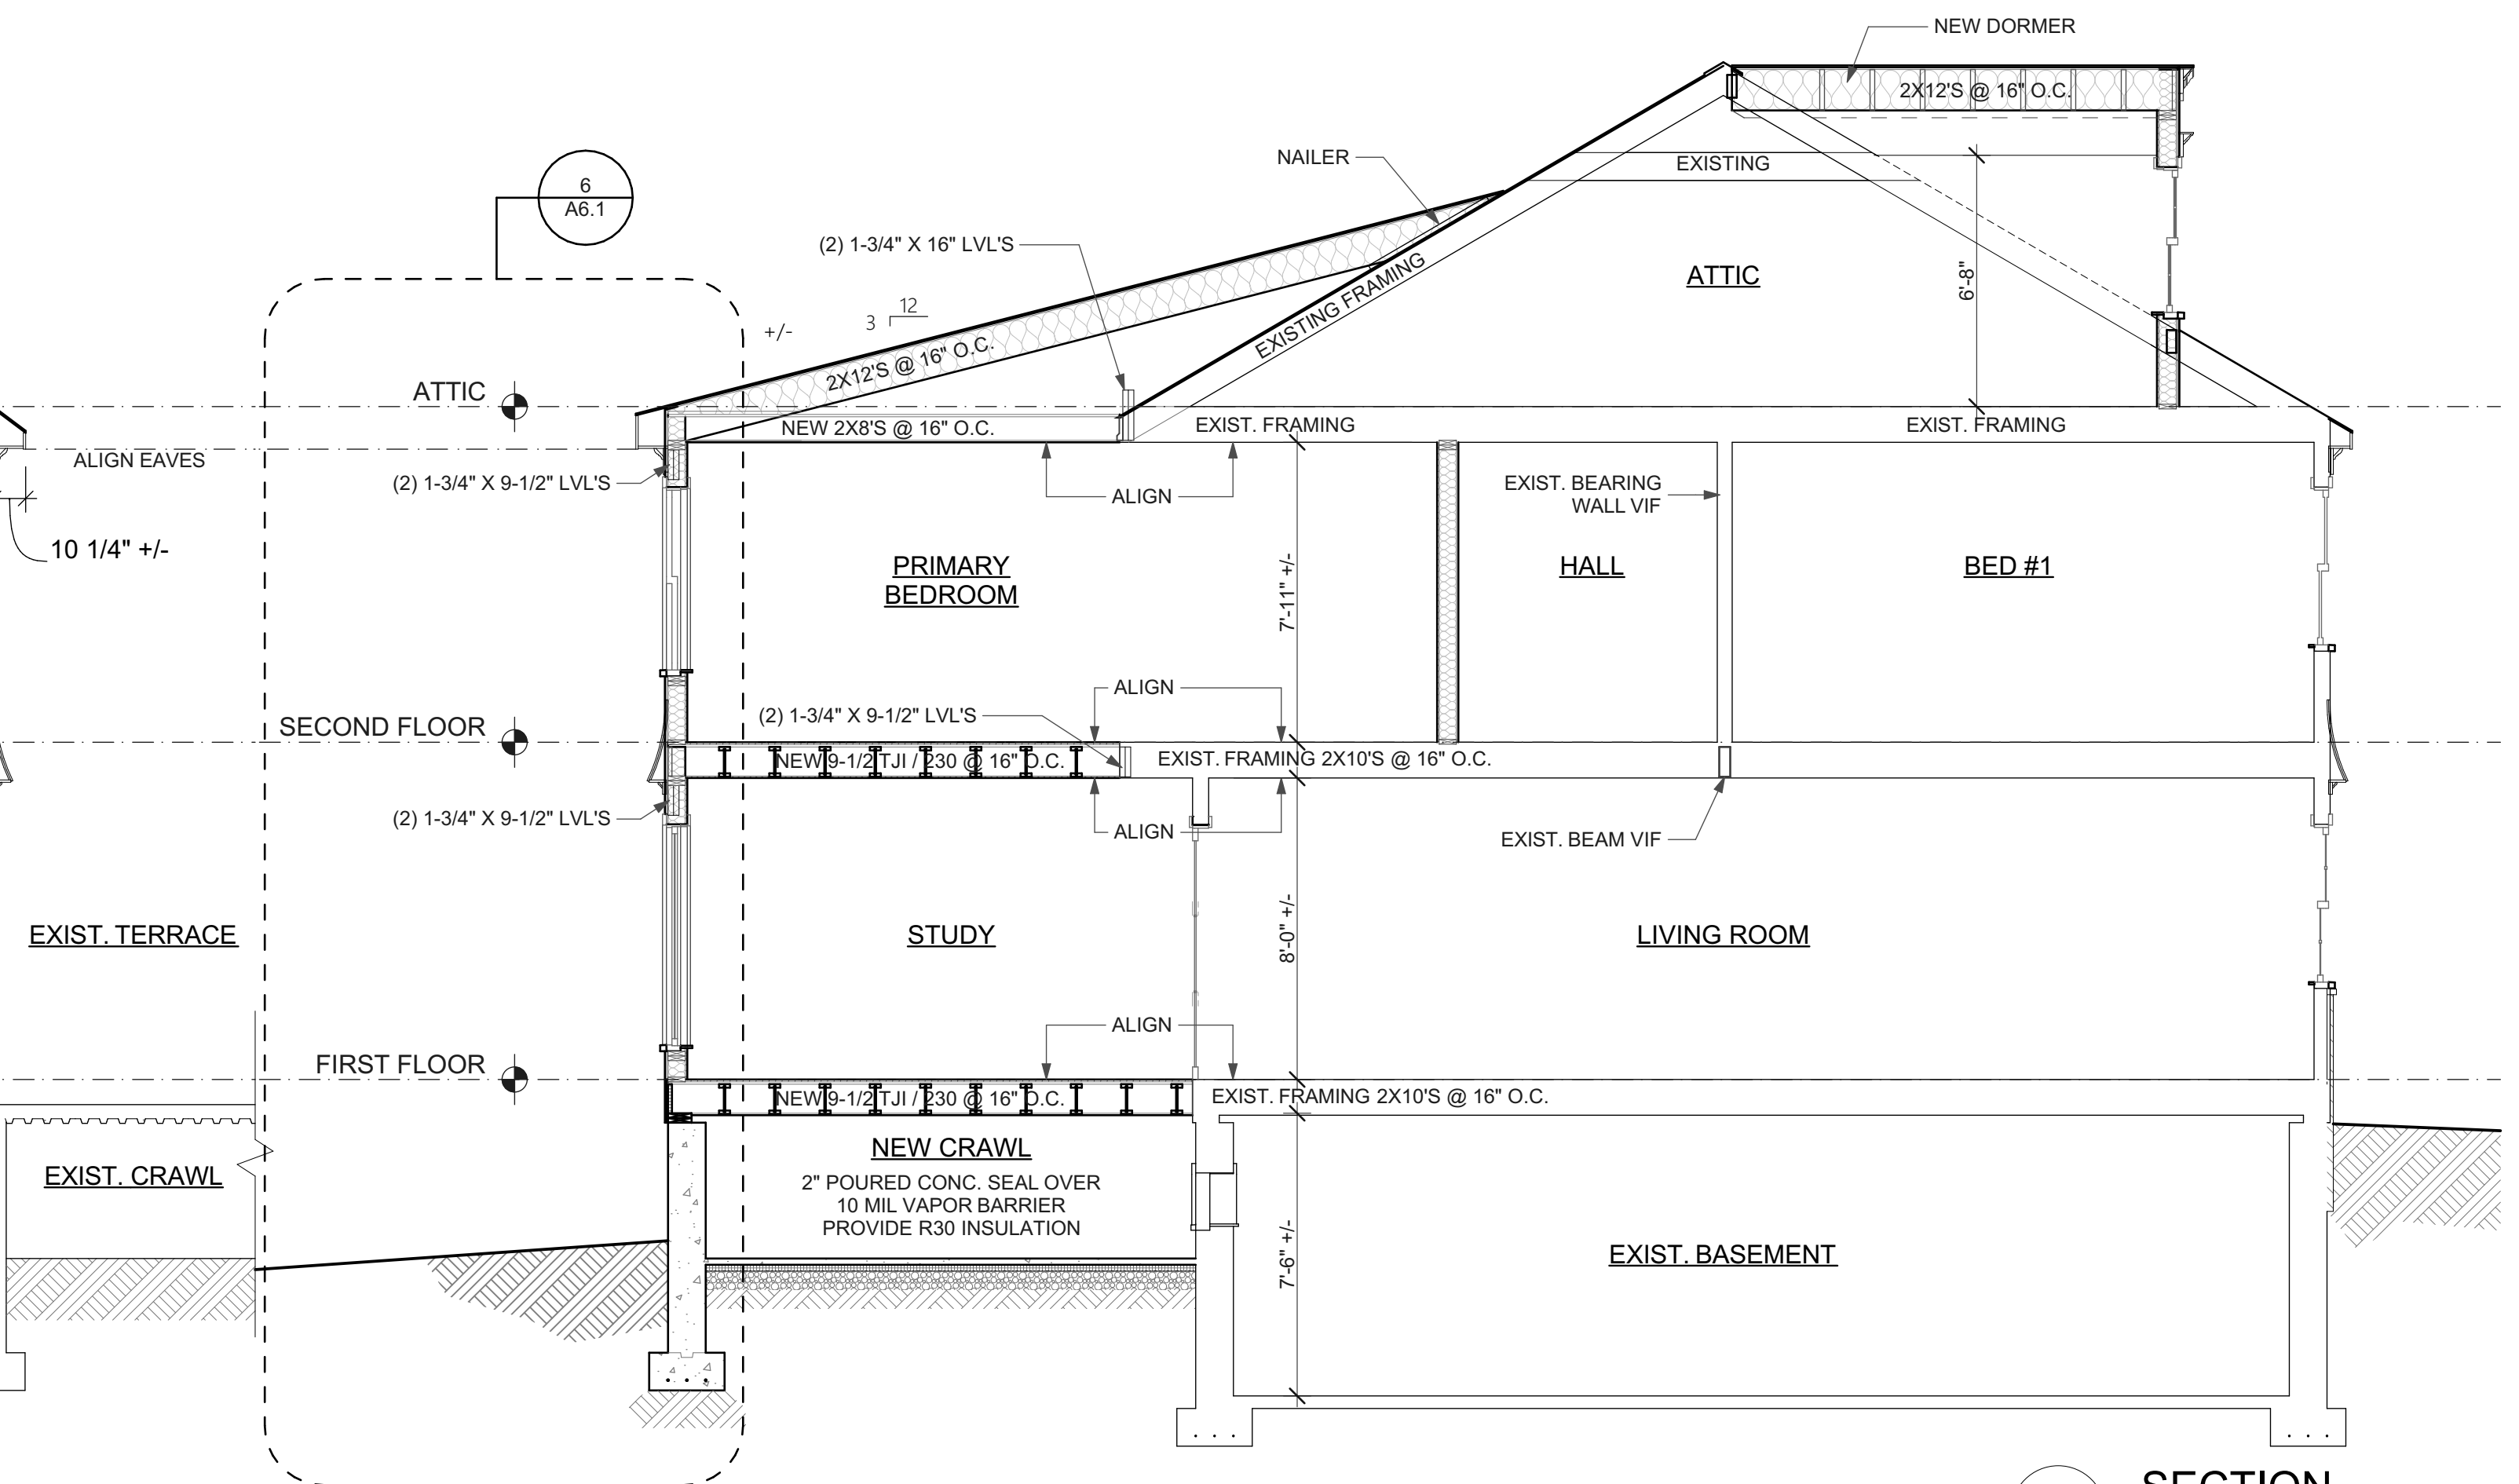 NEW DORMER
2X12'S @ 16" O.C.
NAILER
EXISTING
6
A6.1
(2) 1-3/4" X 16" LVL'S
ATTIC
6'-8"
EXISTING FRAMING
12
3
+/-
2X12'S @ 16" O.C.
ATTIC
NEW 2X8'S @ 16" O.C.
EXIST. FRAMING
EXIST. FRAMING
ALIGN EAVES
(2) 1-3/4" X 9-1/2" LVL'S
ALIGN
EXIST. BEARING
WALL VIF
10 1/4" +/-
PRIMARY
BEDROOM
7'-11" +/-
HALL
BED #1
ALIGN
(2) 1-3/4" X 9-1/2" LVL'S
SECOND FLOOR
NEW 9-1/2 TJI / 230 @ 16" O.C.
EXIST. FRAMING 2X10'S @ 16" O.C.
(2) 1-3/4" X 9-1/2" LVL'S
ALIGN
EXIST. BEAM VIF
EXIST. TERRACE
STUDY
8'-0" +/-
LIVING ROOM
ALIGN
FIRST FLOOR
NEW 9-1/2 TJI / 230 @ 16" O.C.
EXIST. FRAMING 2X10'S @ 16" O.C.
NEW CRAWL
EXIST. CRAWL
2" POURED CONC. SEAL OVER
10 MIL VAPOR BARRIER
PROVIDE R30 INSULATION
7'-6" +/-
EXIST. BASEMENT
SECTION